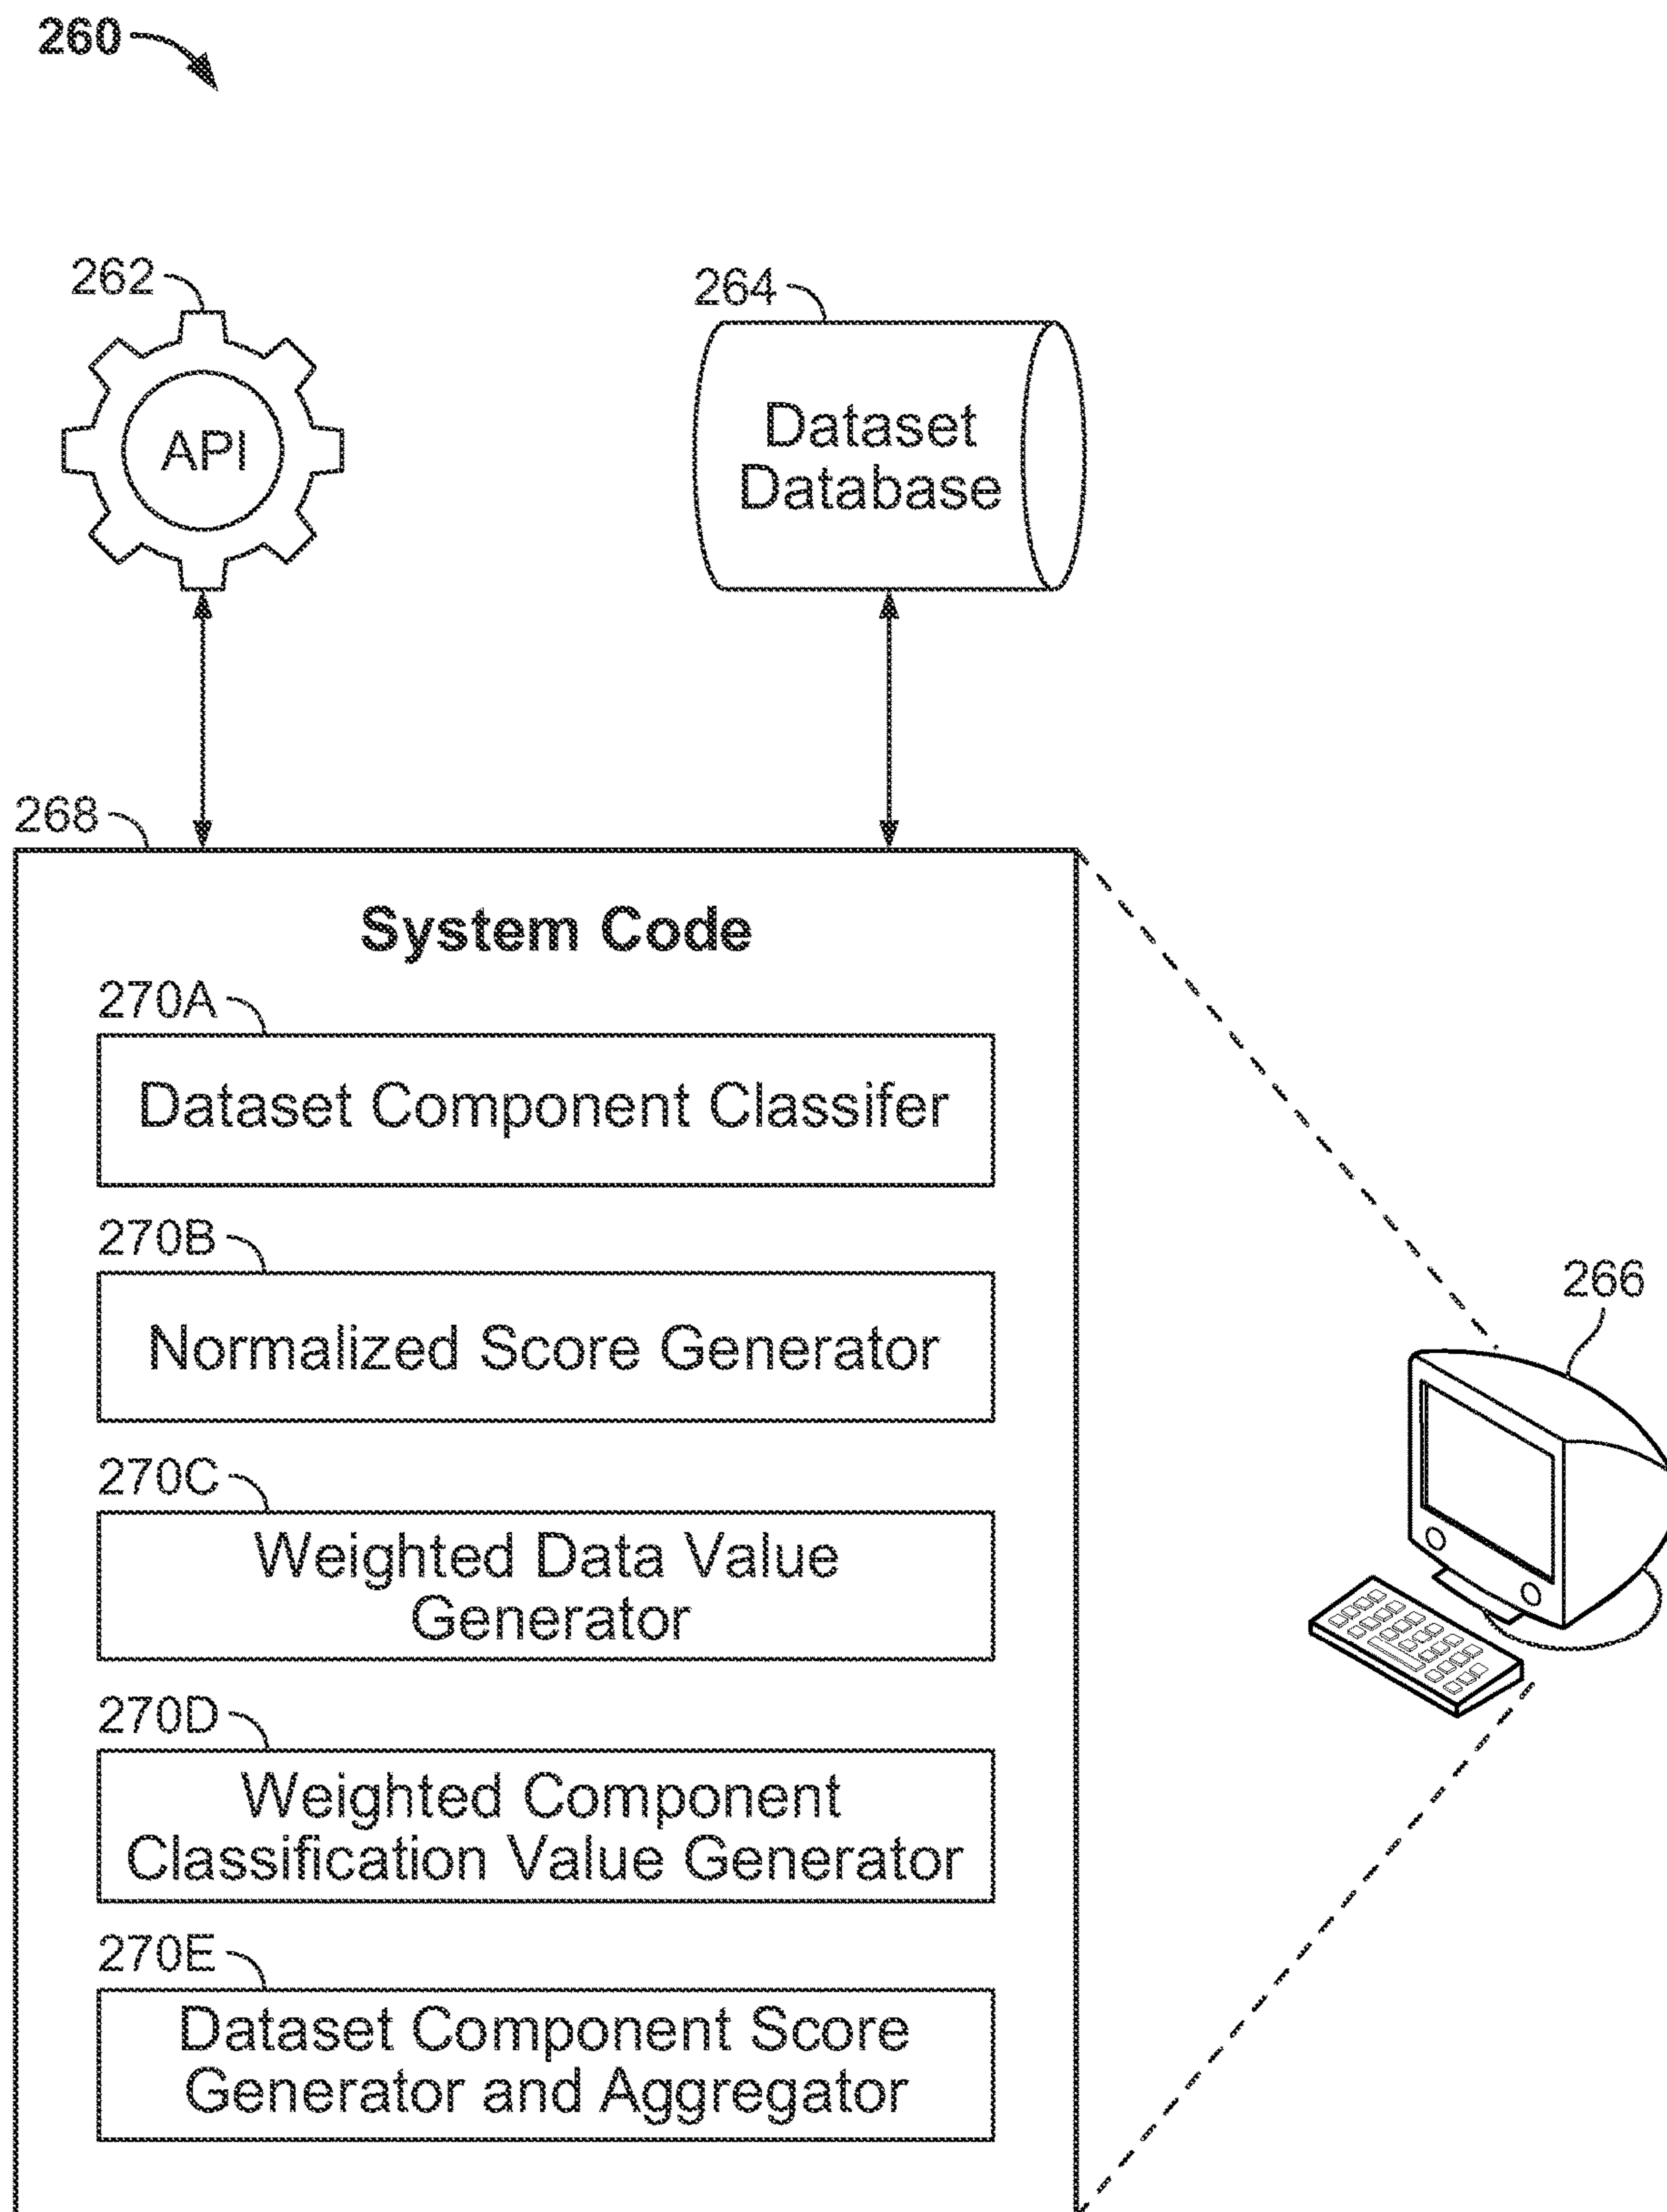 260
262
264
API
Dataset
Database
268
System Code
270A
Dataset Component Classifer
270B
Normalized Score Generator
266
270C
Weighted Data Value
Generator
270D
Weighted Component
Classification Value Generator
270E
Dataset Component Score
Generator and Aggregator